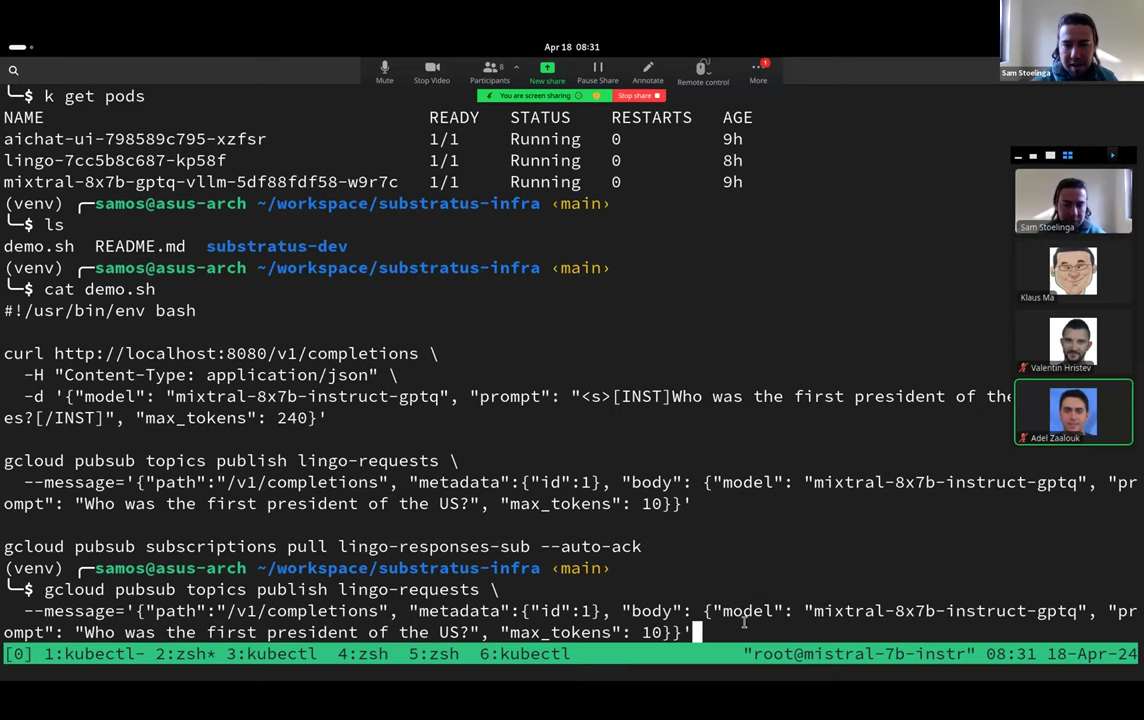 Apr 18 08:31
Sam Stoelinga
Mute
Stop Video
8
Participants
New share
Pause Share
Annotate
Remote control
1
More
You are screen sharing
Stop share
└─$ k get pods
NAME READY STATUS RESTARTS AGE
aichat-ui-798589c795-xzfsr 1/1 Running 0 9h
lingo-7cc5b8c687-kp58f 1/1 Running 0 8h
mixtral-8x7b-gptq-vllm-5df88fdf58-w9r7c 1/1 Running 0 9h
(venv) ┌─samos@asus-arch ~/workspace/substratus-infra ‹main›
└─$ ls
demo.sh README.md substratus-dev
(venv) ┌─samos@asus-arch ~/workspace/substratus-infra ‹main›
└─$ cat demo.sh
#!/usr/bin/env bash
curl http://localhost:8080/v1/completions \
-H "Content-Type: application/json" \
-d '{"model": "mixtral-8x7b-instruct-gptq", "prompt": "<s>[INST]Who was the first president of the
es?[/INST]", "max_tokens": 240}'
gcloud pubsub topics publish lingo-requests \
--message='{"path":"/v1/completions", "metadata":{"id":1}, "body": {"model": "mixtral-8x7b-instruct-gptq", "pr
ompt": "Who was the first president of the US?", "max_tokens": 10}}'
gcloud pubsub subscriptions pull lingo-responses-sub --auto-ack
(venv) ┌─samos@asus-arch ~/workspace/substratus-infra ‹main›
└─$ gcloud pubsub topics publish lingo-requests \
--message='{"path":"/v1/completions", "metadata":{"id":1}, "body": {"model": "mixtral-8x7b-instruct-gptq", "pr
ompt": "Who was the first president of the US?", "max_tokens": 10}}'
[0] 1:kubectl- 2:zsh* 3:kubectl 4:zsh 5:zsh 6:kubectl "root@mistral-7b-instr" 08:31 18-Apr-24
Sam Stoelinga
Klaus Ma
Valentin Hristev
Adel Zaalouk